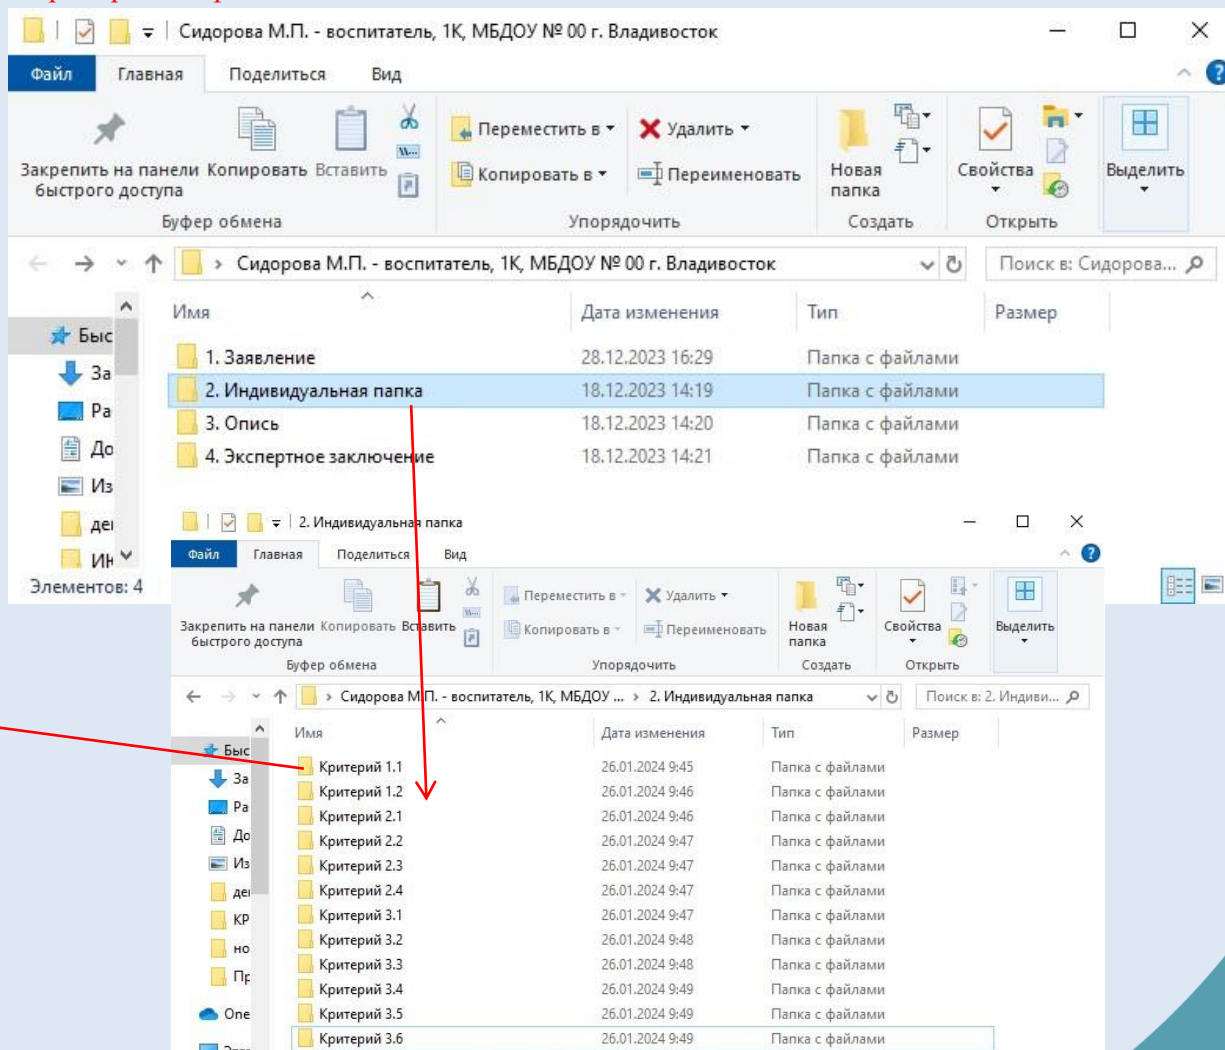 Сидорова М.П. - воспитатель, 1К, МБДОУ № 00 г. Владивосток
Файл Главная Поделиться Вид
Закрепить на панели быстрого доступа
Копировать
Вставить
Переместить в
Копировать в
Удалить
Переименовать
Новая папка
Свойства
Выделить
Буфер обмена Упорядочить Создать Открыть
Сидорова М.П. - воспитатель, 1К, МБДОУ № 00 г. Владивосток
Поиск в: Сидорова...
Имя Дата изменения Тип Размер
Быс
За
Ра
До
Из
1. Заявление 28.12.2023 16:29 Папка с файлами
2. Индивидуальная папка 18.12.2023 14:19 Папка с файлами
3. Опись 18.12.2023 14:20 Папка с файлами
4. Экспертное заключение 18.12.2023 14:21 Папка с файлами
Элементов: 4
2. Индивидуальная папка
Файл Главная Поделиться Вид
Закрепить на панели быстрого доступа
Копировать
Вставить
Переместить в
Копировать в
Удалить
Переименовать
Новая папка
Свойства
Выделить
Буфер обмена Упорядочить Создать Открыть
Сидорова М.П. - воспитатель, 1К, МБДОУ ... 2. Индивидуальная папка
Поиск в: 2. Индиви...
Имя Дата изменения Тип Размер
Быс
За
Ра
До
Из
КР
но
One
Критерий 1.1 26.01.2024 9:45 Папка с файлами
Критерий 1.2 26.01.2024 9:46 Папка с файлами
Критерий 2.1 26.01.2024 9:46 Папка с файлами
Критерий 2.2 26.01.2024 9:47 Папка с файлами
Критерий 2.3 26.01.2024 9:47 Папка с файлами
Критерий 2.4 26.01.2024 9:47 Папка с файлами
Критерий 3.1 26.01.2024 9:47 Папка с файлами
Критерий 3.2 26.01.2024 9:48 Папка с файлами
Критерий 3.3 26.01.2024 9:48 Папка с файлами
Критерий 3.4 26.01.2024 9:49 Папка с файлами
Критерий 3.5 26.01.2024 9:49 Папка с файлами
Критерий 3.6 26.01.2024 9:49 Папка с файлами